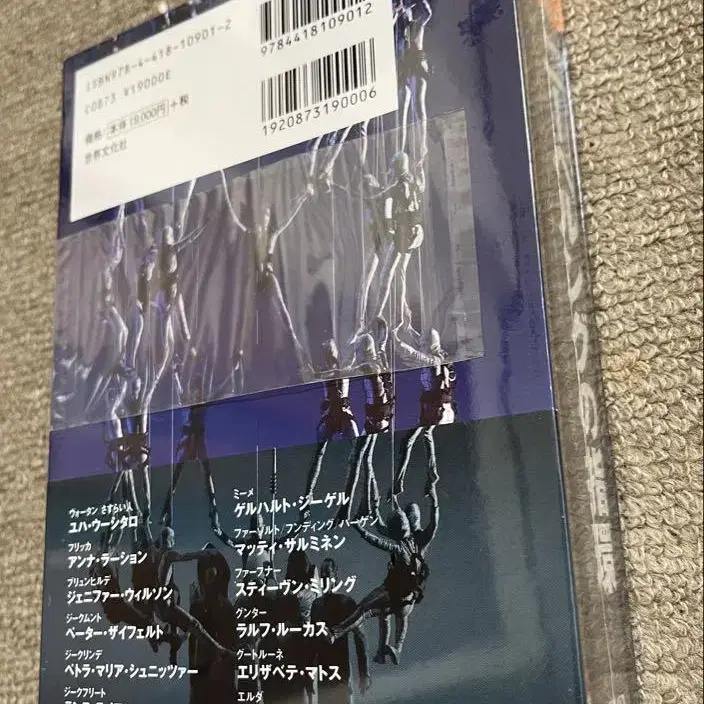 ISBN978-4-418-10901-2
C0873 ¥19000E
価格・本体19,000円+税
世界文化社
9784418109012
1920873190006
ウォータン さすらい人
ユハ・ウーシタロ
フリッカ
アンナ・ラーション
ブリュンヒルデ
ジェニファー・ウィルソン
ジークムント
ペーター・ザイフェルト
ジークリンデ
ペトラ・マリア・シュニッツァー
ジークフリート
ミーメ
ゲルハルト・ジーゲル
ファーゾルト/フンディング/ハーゲン
マッティ・サルミネン
ファーフナー
スティーヴン・ミリング
グンター
ラルフ・ルーカス
グートルーネ
エリザベテ・マトス
エルダ
の指環